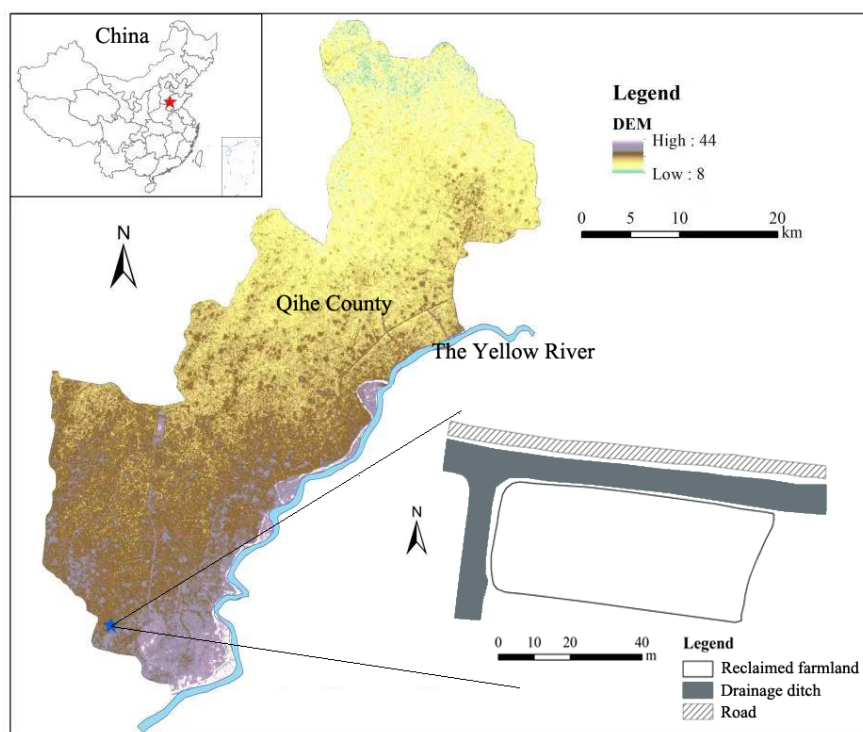 China
Legend
DEM
High : 44
Low : 8
0 5 10 20
km
N
Qihe County
The Yellow River
N
0 10 20 40
m
Legend
Reclaimed farmland
Drainage ditch
Road